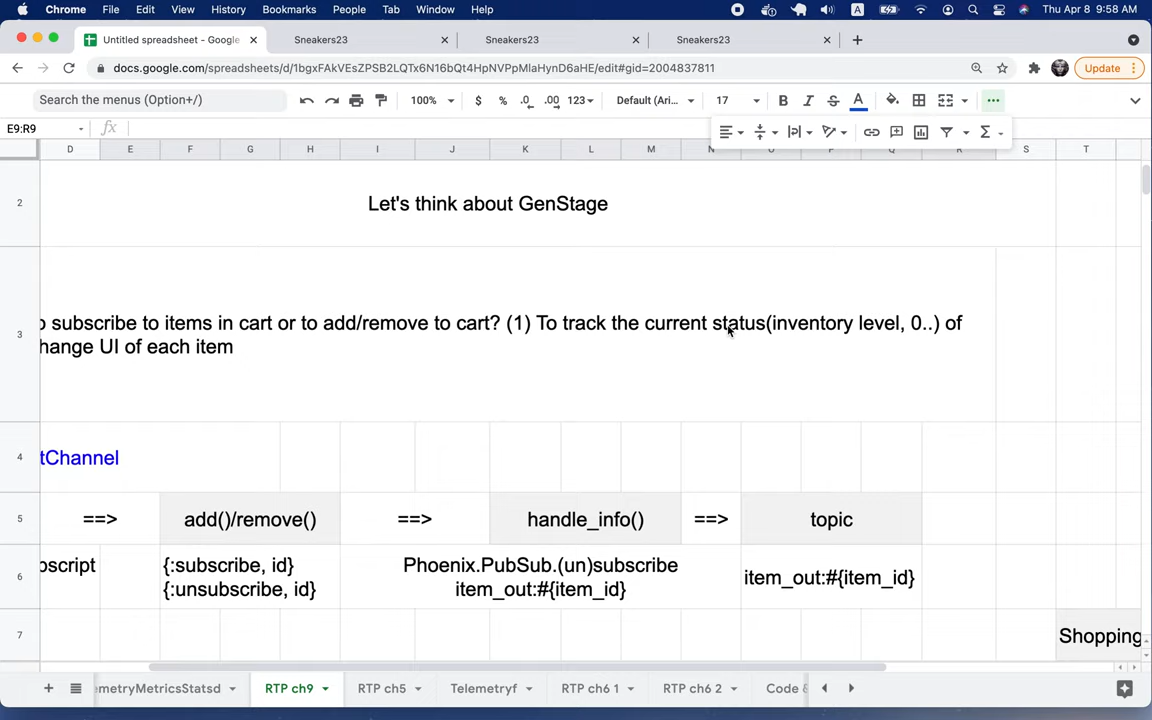 Chrome File Edit View History Bookmarks People Tab Window Help A Thu Apr 8 9:58 AM
Untitled spreadsheet - Google Sneakers23 Sneakers23 Sneakers23
docs.google.com/spreadsheets/d/1bgxFAkVEsZPSB2LQTx6N16bQt4HpNVPpMlaHynD6aHE/edit#gid=2004837811 Update
Search the menus (Option+/) 100% $ % .0 .00 123 Default (Ari... 17 B I S A
E9:R9 fx
D E F G H I J K L M N O P Q R S T
2 Let's think about GenStage
3 o subscribe to items in cart or to add/remove to cart? (1) To track the current status(inventory level, 0..) of
hange UI of each item
4 tChannel
5 ==> add()/remove() ==> handle_info() ==> topic
6 oscript {:subscribe, id} Phoenix.PubSub.(un)subscribe item_out:#{item_id}
{:unsubscribe, id} item_out:#{item_id}
7 Shopping
emetryMetricsStatsd RTP ch9 RTP ch5 Telemetryf RTP ch6 1 RTP ch6 2 Code &